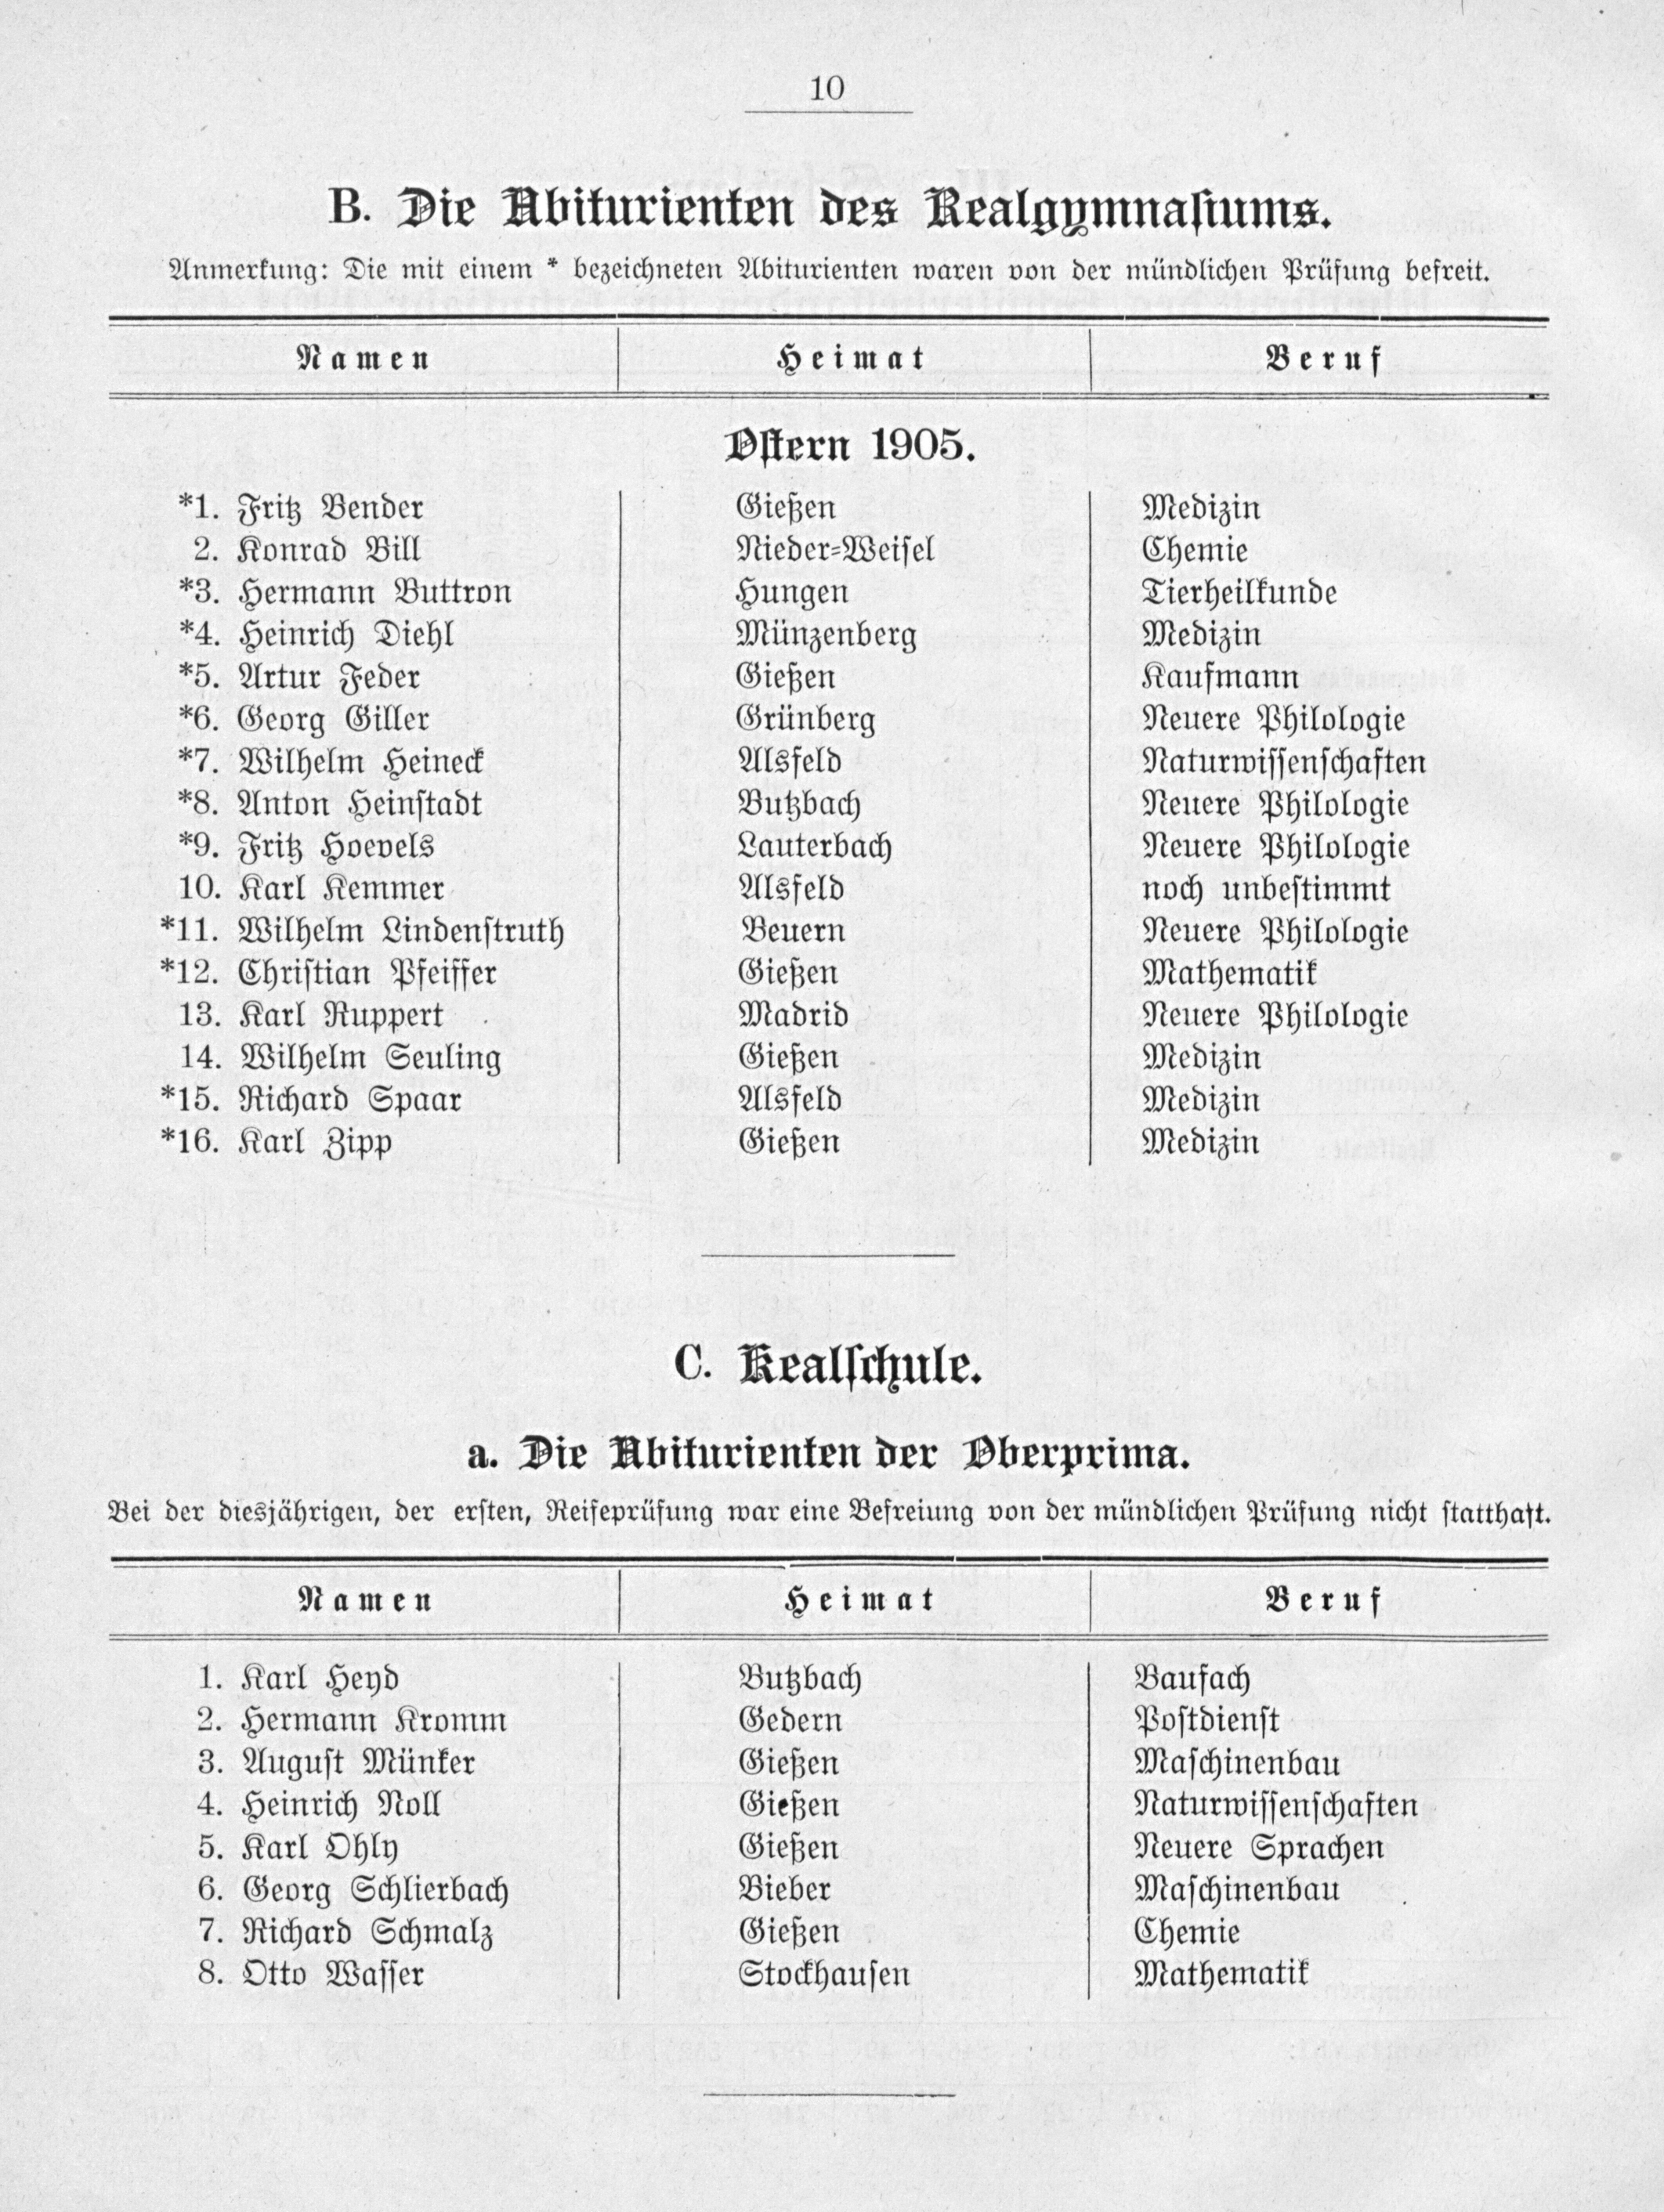 10
B. Die Abiturienten des Realgymnasiums.
Anmerkung: Die mit einem * bezeichneten Abiturienten waren von der mündlichen Prüfung befreit.
Namen Heimat Beruf
Ostern 1905.
*1. Fritz Bender Gießen Medizin
2. Konrad Bill Nieder-Weisel Chemie
*3. Hermann Buttron Hungen Tierheilkunde
*4. Heinrich Diehl Münzenberg Medizin
*5. Artur Feder Gießen Kaufmann
*6. Georg Giller Grünberg Neuere Philologie
*7. Wilhelm Heineck Alsfeld Naturwissenschaften
*8. Anton Heinstadt Butzbach Neuere Philologie
*9. Fritz Hoevels Lauterbach Neuere Philologie
10. Karl Kemmer Alsfeld noch unbestimmt
*11. Wilhelm Lindenstruth Beuern Neuere Philologie
*12. Christian Pfeiffer Gießen Mathematik
13. Karl Ruppert Madrid Neuere Philologie
14. Wilhelm Seuling Gießen Medizin
*15. Richard Spaar Alsfeld Medizin
*16. Karl Zipp Gießen Medizin
C. Realschule.
a. Die Abiturienten der Oberprima.
Bei der diesjährigen, der ersten, Reifeprüfung war eine Befreiung von der mündlichen Prüfung nicht statthaft.
Namen Heimat Beruf
1. Karl Heyd Butzbach Baufach
2. Hermann Kromm Gedern Postdienst
3. August Münker Gießen Maschinenbau
4. Heinrich Noll Gießen Naturwissenschaften
5. Karl Ohly Gießen Neuere Sprachen
6. Georg Schlierbach Bieber Maschinenbau
7. Richard Schmalz Gießen Chemie
8. Otto Wasser Stockhausen Mathematik